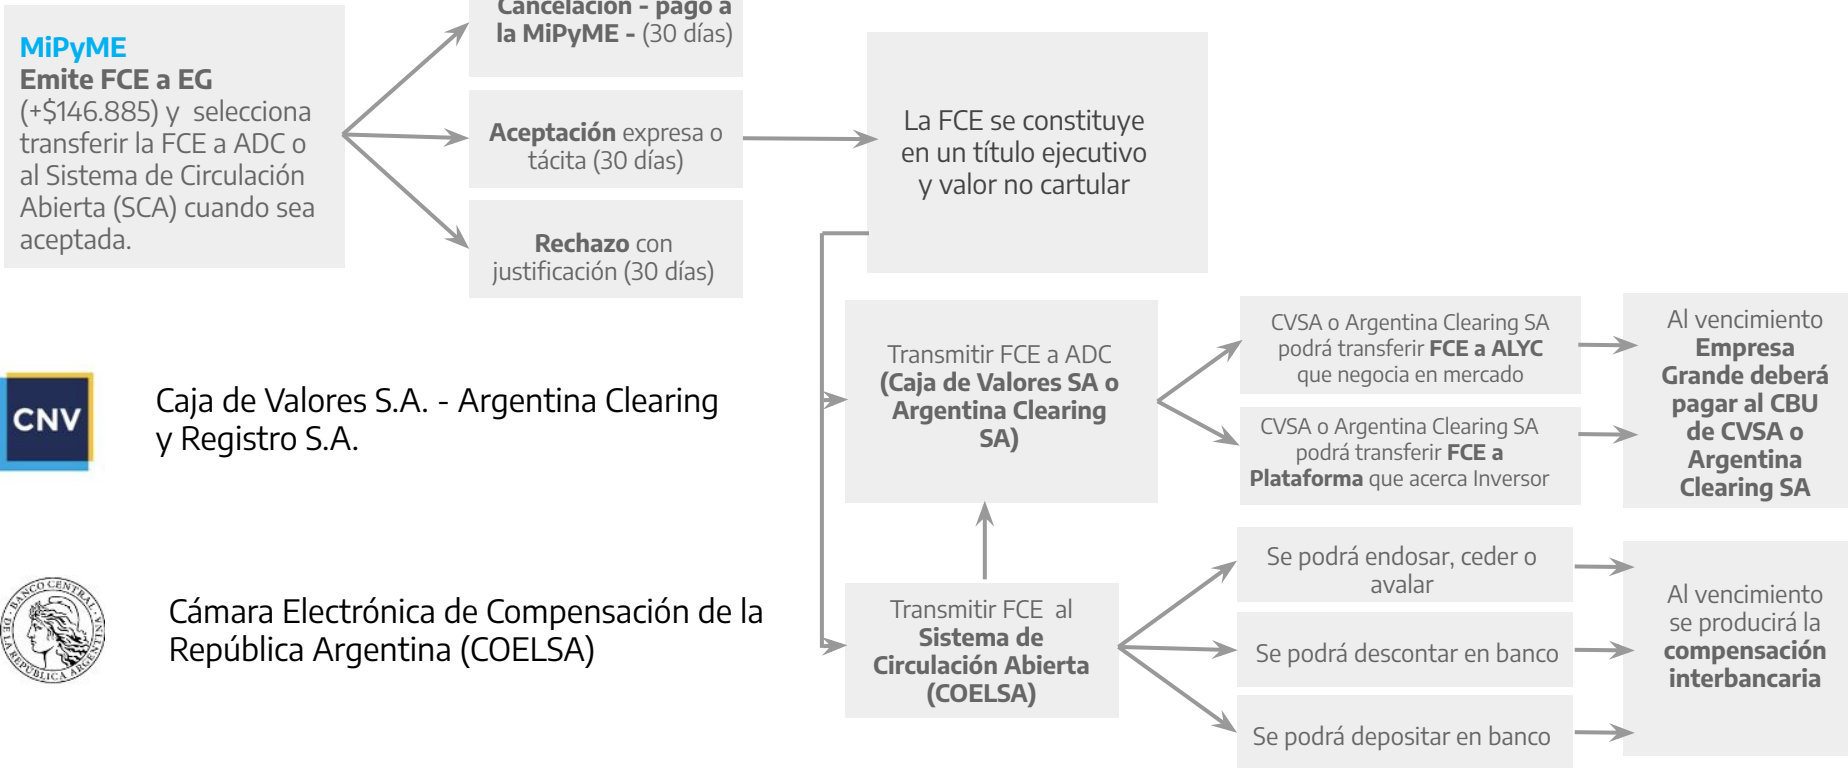 MiPyME
Emite FCE a EG
(+$146.885) y selecciona
transferir la FCE a ADC o
al Sistema de Circulación
Abierta (SCA) cuando sea
aceptada.
Cancelación - pago a
la MiPyME - (30 días)
Aceptación expresa o
tácita (30 días)
Rechazo con
justificación (30 días)
La FCE se constituye
en un título ejecutivo
y valor no cartular
Transmitir FCE a ADC
(Caja de Valores SA o
Argentina Clearing
SA)
CVSA o Argentina Clearing SA
podrá transferir FCE a ALYC
que negocia en mercado
CVSA o Argentina Clearing SA
podrá transferir FCE a
Plataforma que acerca Inversor
Al vencimiento
Empresa
Grande deberá
pagar al CBU
de CVSA o
Argentina
Clearing SA
CNV
Caja de Valores S.A. - Argentina Clearing
y Registro S.A.
BANCO CENTRAL
DE LA REPÚBLICA ARGENTINA
Cámara Electrónica de Compensación de la
República Argentina (COELSA)
Transmitir FCE al
Sistema de
Circulación Abierta
(COELSA)
Se podrá endosar, ceder o
avalar
Se podrá descontar en banco
Se podrá depositar en banco
Al vencimiento
se producirá la
compensación
interbancaria